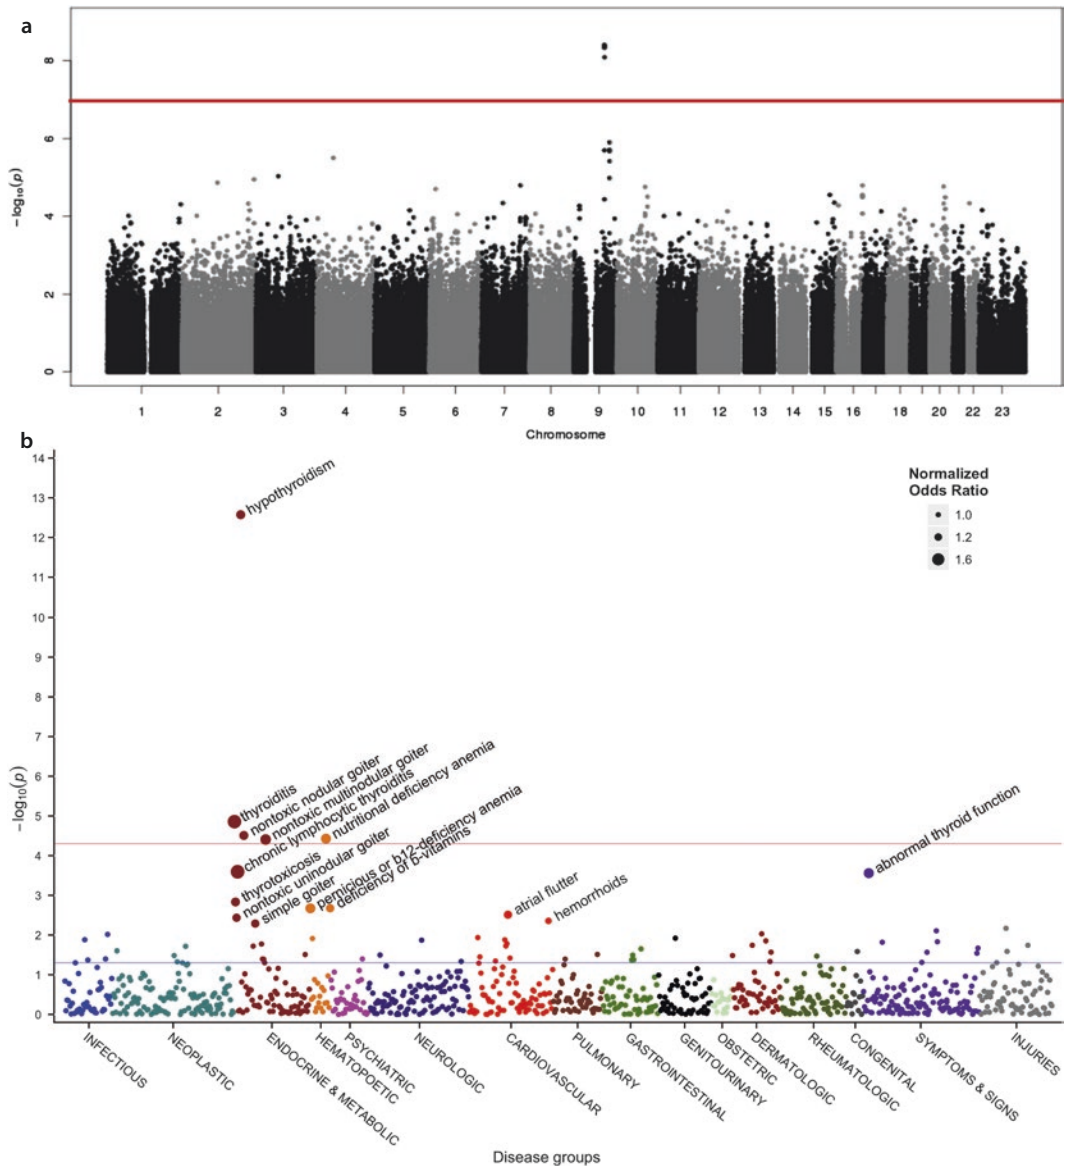 a
8
6
4
2
0
−log₁₀(p)
1 2 3 4 5 6 7 8 9 10 11 12 13 14 15 16 18 20 22 23
Chromosome
b
14
13
12
11
10
9
8
7
6
5
4
3
2
1
0
−log₁₀(p)
Normalized
Odds Ratio
1.0
1.2
1.6
hypothyroidism
thyroiditis
nontoxic nodular goiter
nontoxic multinodular goiter
chronic lymphocytic thyroiditis
nutritional deficiency anemia
thyrotoxicosis
nontoxic uninodular goiter
simple goiter
pernicious or b12-deficiency anemia
deficiency of b-vitamins
atrial flutter
hemorrhoids
abnormal thyroid function
INFECTIOUS
NEOPLASTIC
ENDOCRINE & METABOLIC
HEMATOPOETIC
PSYCHIATRIC
NEUROLOGIC
CARDIOVASCULAR
PULMONARY
GASTROINTESTINAL
GENITOURINARY
OBSTETRIC
DERMATOLOGIC
RHEUMATOLOGIC
CONGENITAL
SYMPTOMS & SIGNS
INJURIES
Disease groups